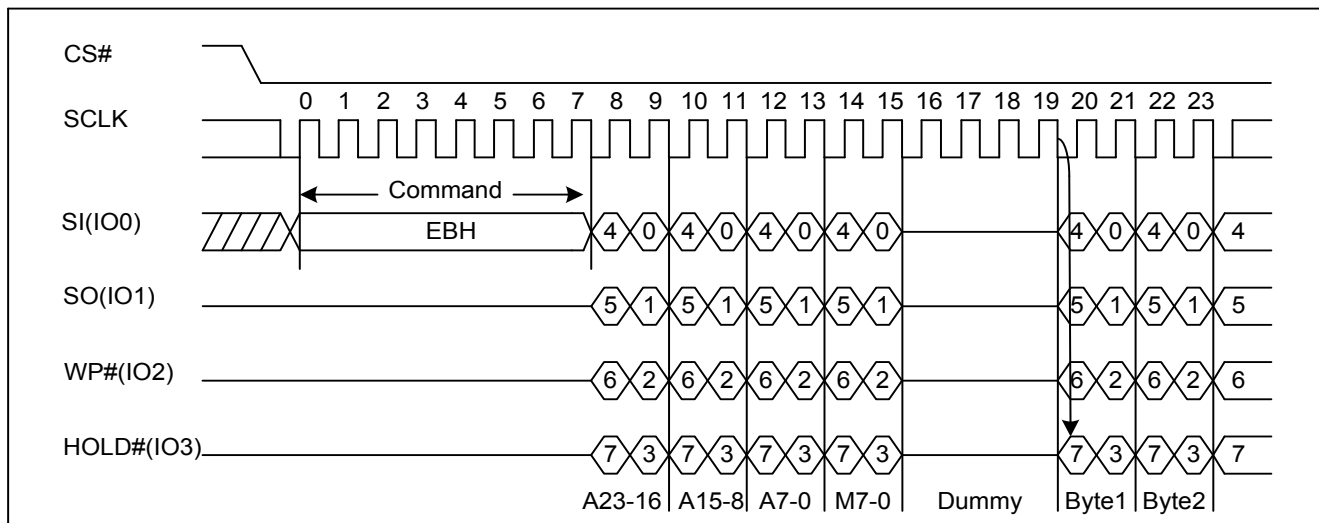 CS#
0 1 2 3 4 5 6 7 8 9 10 11 12 13 14 15 16 17 18 19 20 21 22 23
SCLK
Command
SI(IO0) EBH 4 0 4 0 4 0 4 0 4 0 4 0 4
SO(IO1) 5 1 5 1 5 1 5 1 5 1 5 1 5
WP#(IO2) 6 2 6 2 6 2 6 2 6 2 6 2 6
HOLD#(IO3) 7 3 7 3 7 3 7 3 7 3 7 3 7
A23-16 A15-8 A7-0 M7-0 Dummy Byte1 Byte2